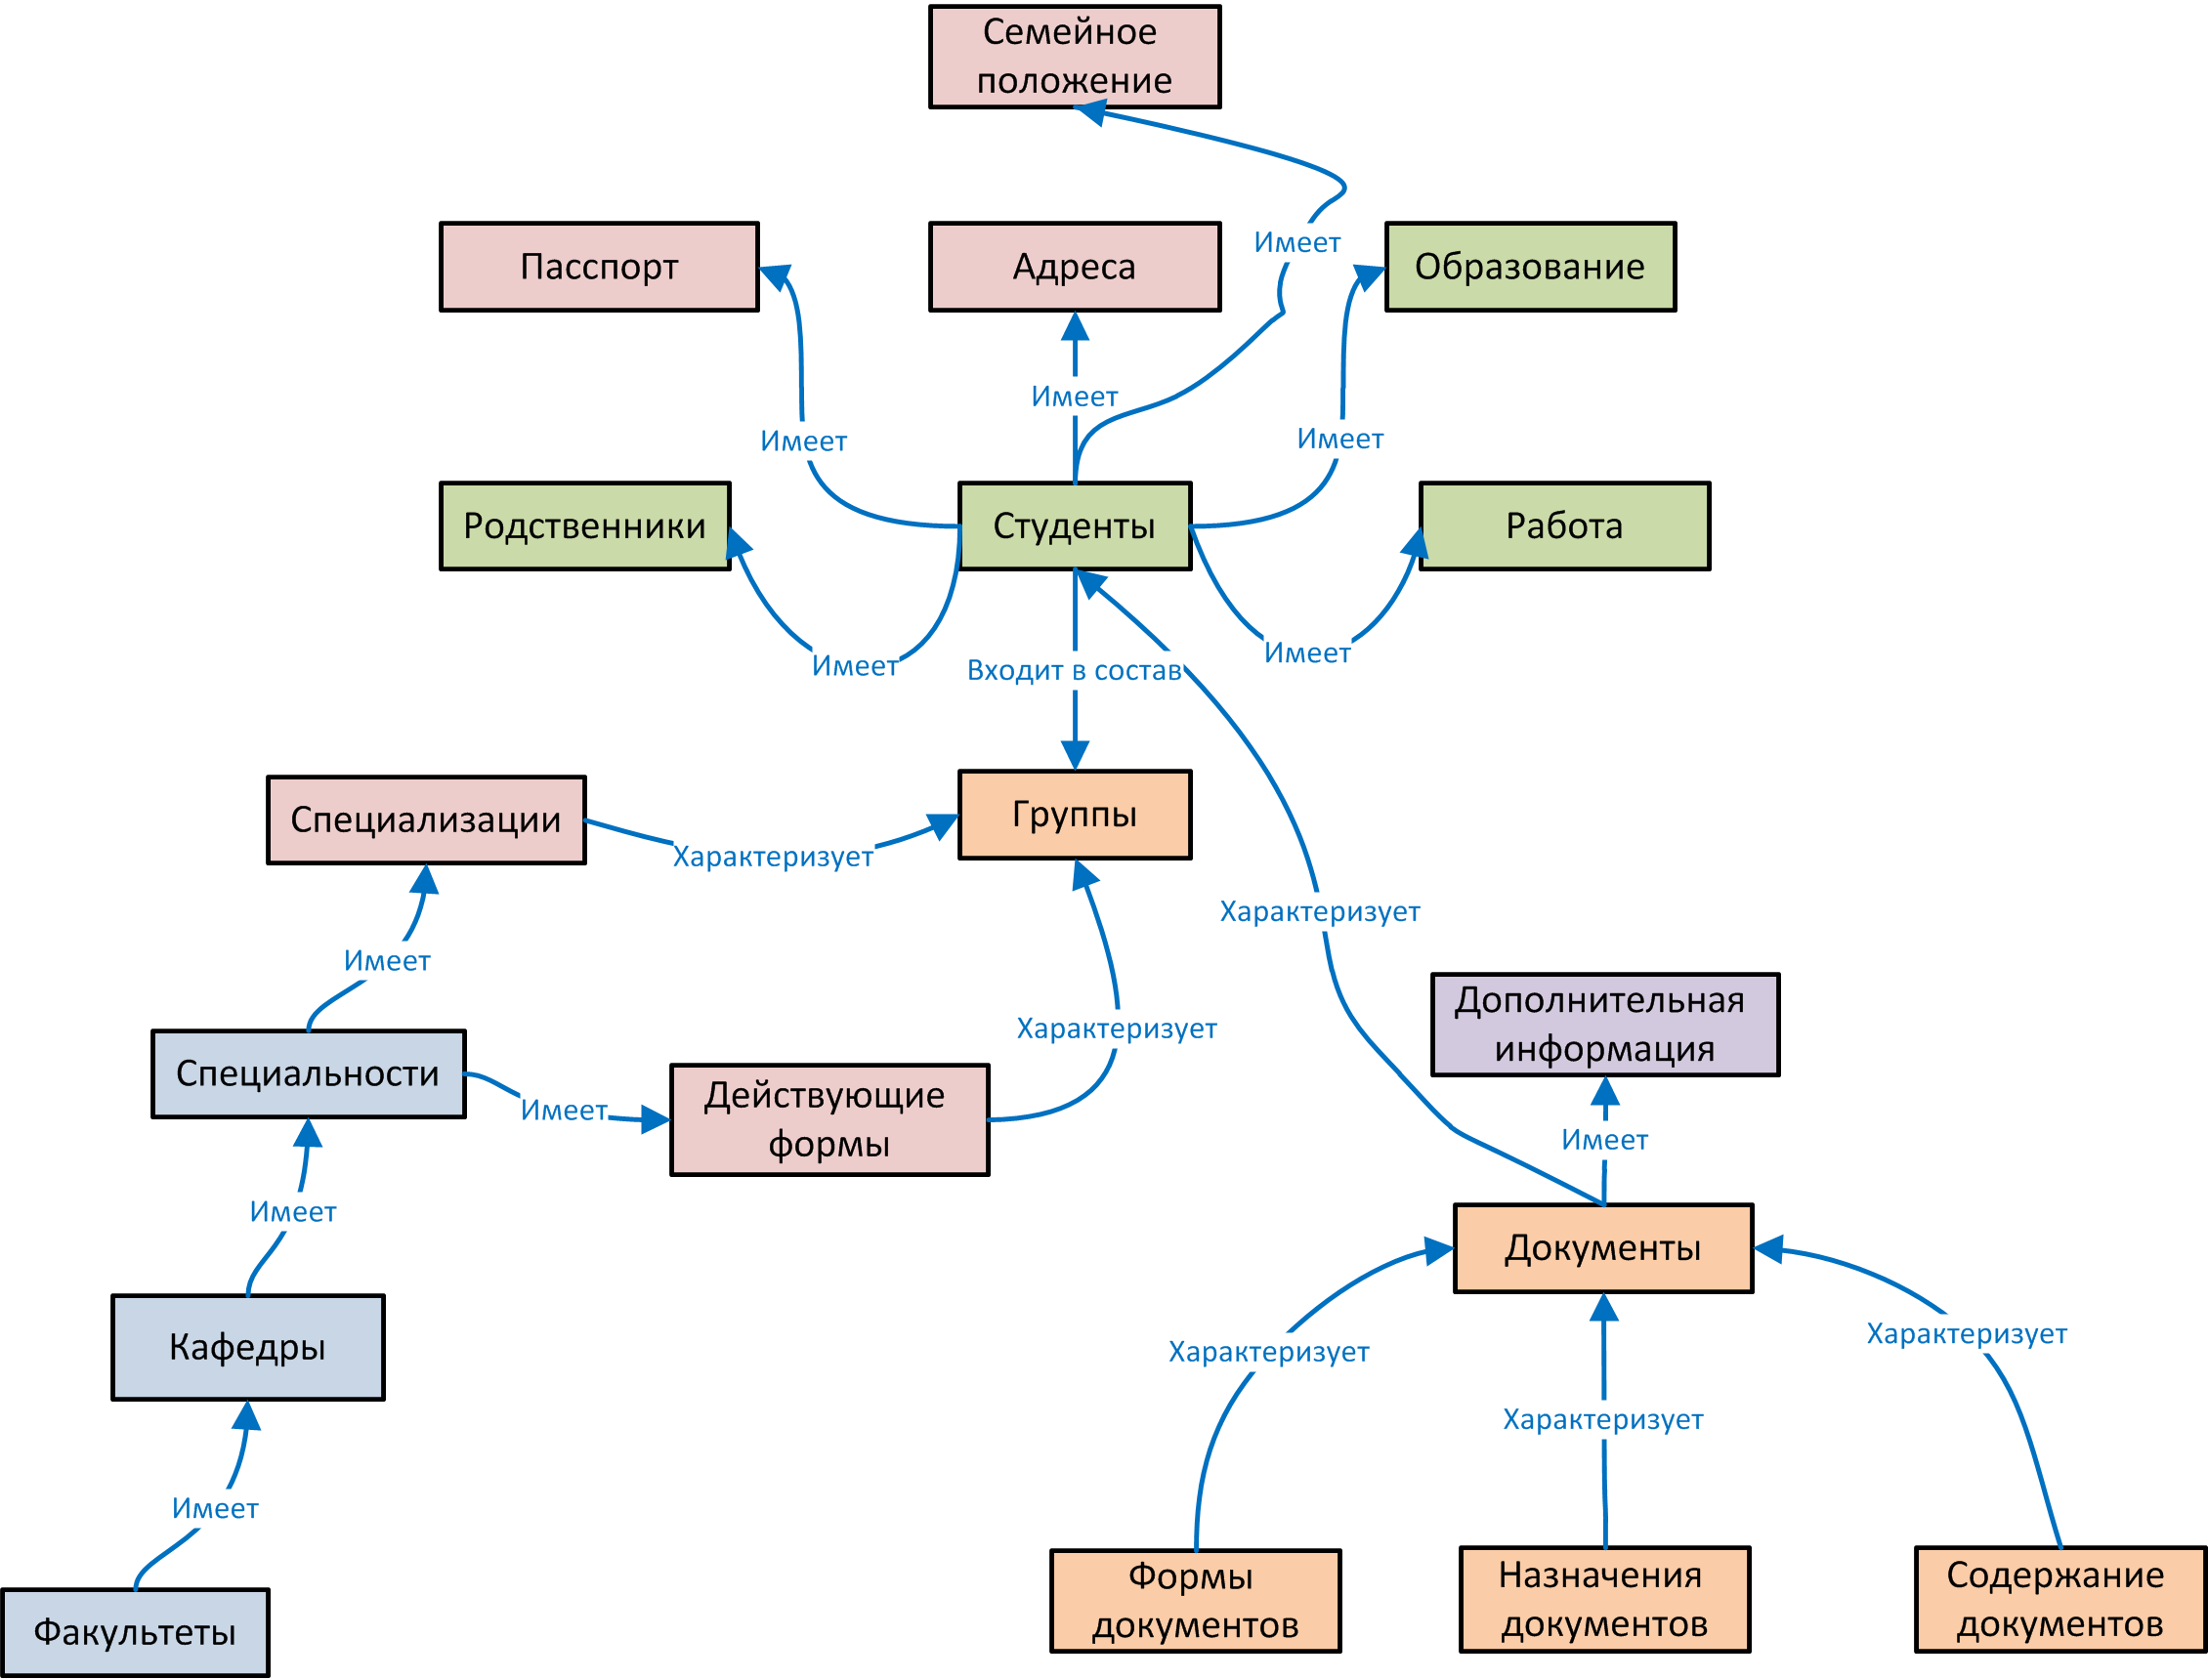 Семейное
положение
Имеет
Пасспорт
Адреса
Образование
Имеет
Имеет
Имеет
Родственники
Студенты
Работа
Имеет
Входит в состав
Имеет
Специализации
Характеризует
Группы
Характеризует
Имеет
Дополнительная
информация
Характеризует
Специальности
Имеет
Действующие
формы
Имеет
Имеет
Документы
Кафедры
Характеризует
Характеризует
Характеризует
Имеет
Факультеты
Формы
документов
Назначения
документов
Содержание
документов